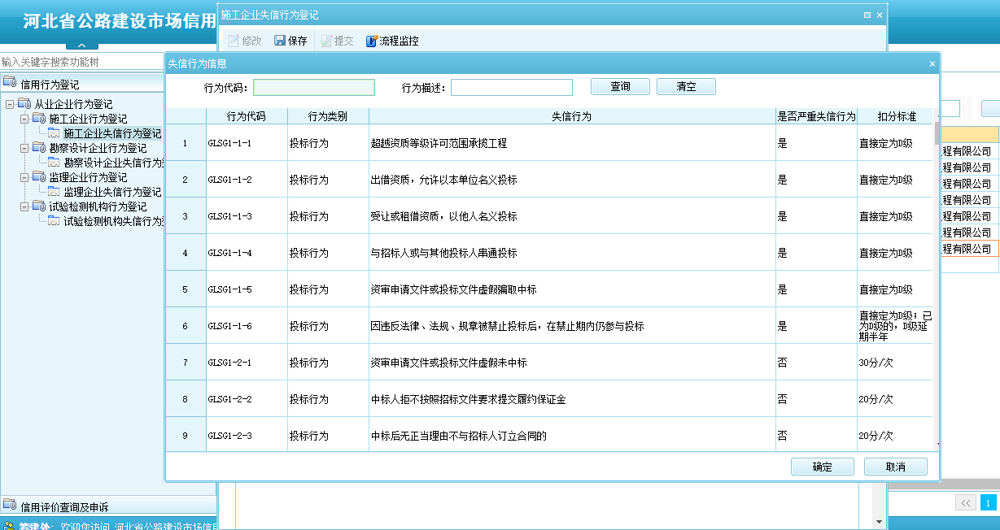 河北省公路建设市场信用
施工企业失信行为登记
修改 保存 提交 流程监控
输入关键字搜索功能树
信用行为登记
从业企业行为登记
施工企业行为登记
施工企业失信行为登记
勘察设计企业行为登记
勘察设计企业失信行为
监理企业行为登记
监理企业失信行为登记
试验检测机构行为登记
试验检测机构失信行为
信用评价查询及申诉
筹建处: 欢迎您访问 河北省公路建设市场信用
失信行为信息
行为代码: 行为描述: 查询 清空
行为代码 行为类别 失信行为 是否严重失信行为 扣分标准
1 GLSG1-1-1 投标行为 超越资质等级许可范围承揽工程 是 直接定为D级
2 GLSG1-1-2 投标行为 出借资质，允许以本单位名义投标 是 直接定为D级
3 GLSG1-1-3 投标行为 受让或租借资质，以他人名义投标 是 直接定为D级
4 GLSG1-1-4 投标行为 与招标人或与其他投标人串通投标 是 直接定为D级
5 GLSG1-1-5 投标行为 资审申请文件或投标文件虚假骗取中标 是 直接定为D级
6 GLSG1-1-6 投标行为 因违反法律、法规、规章被禁止投标后，在禁止期内仍参与投标 是 直接定为D级；已
为D级的，D级延
期半年
7 GLSG1-2-1 投标行为 资审申请文件或投标文件虚假未中标 否 30分/次
8 GLSG1-2-2 投标行为 中标人拒不按照招标文件要求提交履约保证金 否 20分/次
9 GLSG1-2-3 投标行为 中标后无正当理由不与招标人订立合同的 否 20分/次
确定 取消
程有限公司
程有限公司
程有限公司
程有限公司
程有限公司
程有限公司
程有限公司
1